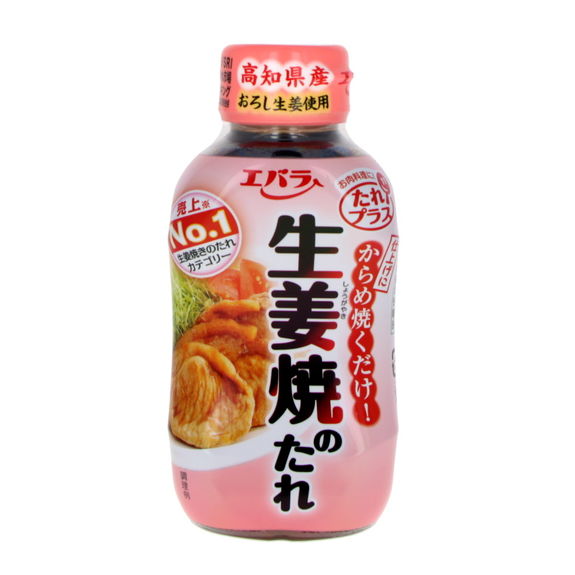 高知県産
おろし生姜使用
SRI
エバラ
売上※
No.1
生姜焼きのたれ
カテゴリー
お肉料理に!
たれ
プラス
仕上げに
からめ焼くだけ!
生姜焼のたれ
しょうがやき
調理例